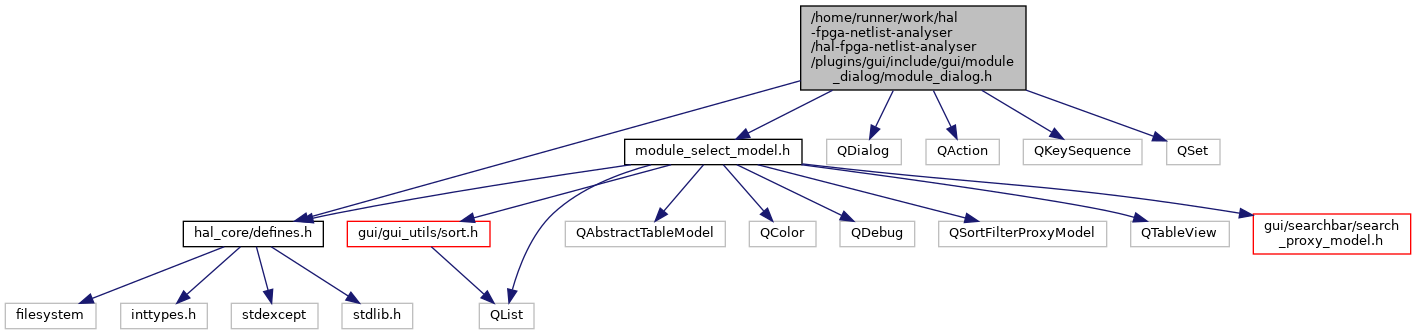 /home/runner/work/hal
-fpga-netlist-analyser
/hal-fpga-netlist-analyser
/plugins/gui/include/gui/module
_dialog/module_dialog.h
module_select_model.h
QDialog
QAction
QKeySequence
QSet
hal_core/defines.h
gui/gui_utils/sort.h
QAbstractTableModel
QColor
QDebug
QSortFilterProxyModel
QTableView
gui/searchbar/search
_proxy_model.h
filesystem
inttypes.h
stdexcept
stdlib.h
QList